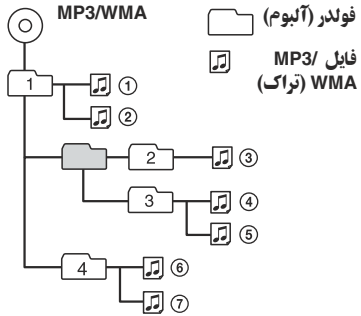 MP3/WMA
فولدر (آلبوم)
فایل MP3/
WMA (تراک)
1
①
②
2
③
3
④
⑤
4
⑥
⑦